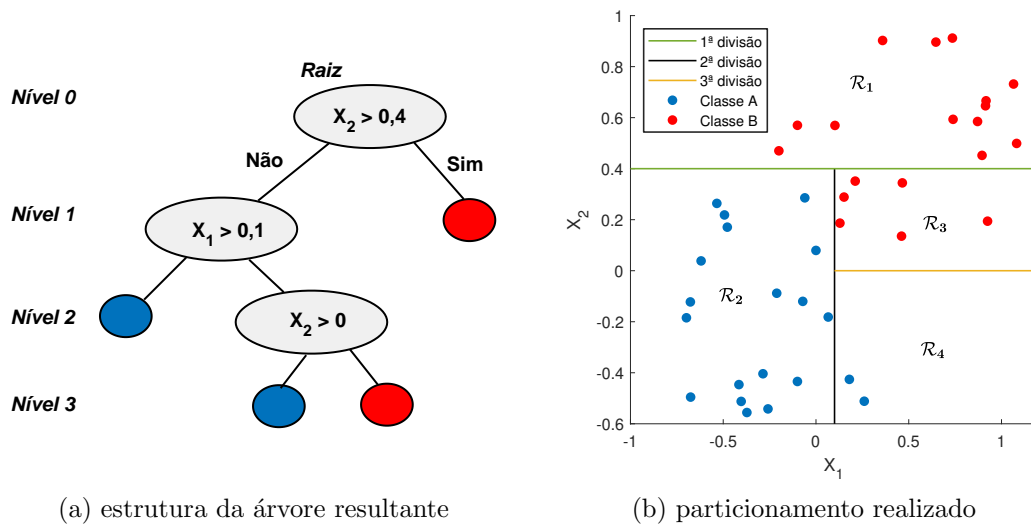 Raiz
Nível 0
X2 > 0,4
Não
Sim
Nível 1
X1 > 0,1
Nível 2
X2 > 0
Nível 3
(a) estrutura da árvore resultante
1
0.8
0.6
0.4
0.2
0
-0.2
-0.4
-0.6
X2
1ª divisão
2ª divisão
3ª divisão
Classe A
Classe B
R1
R3
R2
R4
-1
-0.5
0
0.5
1
X1
(b) particionamento realizado